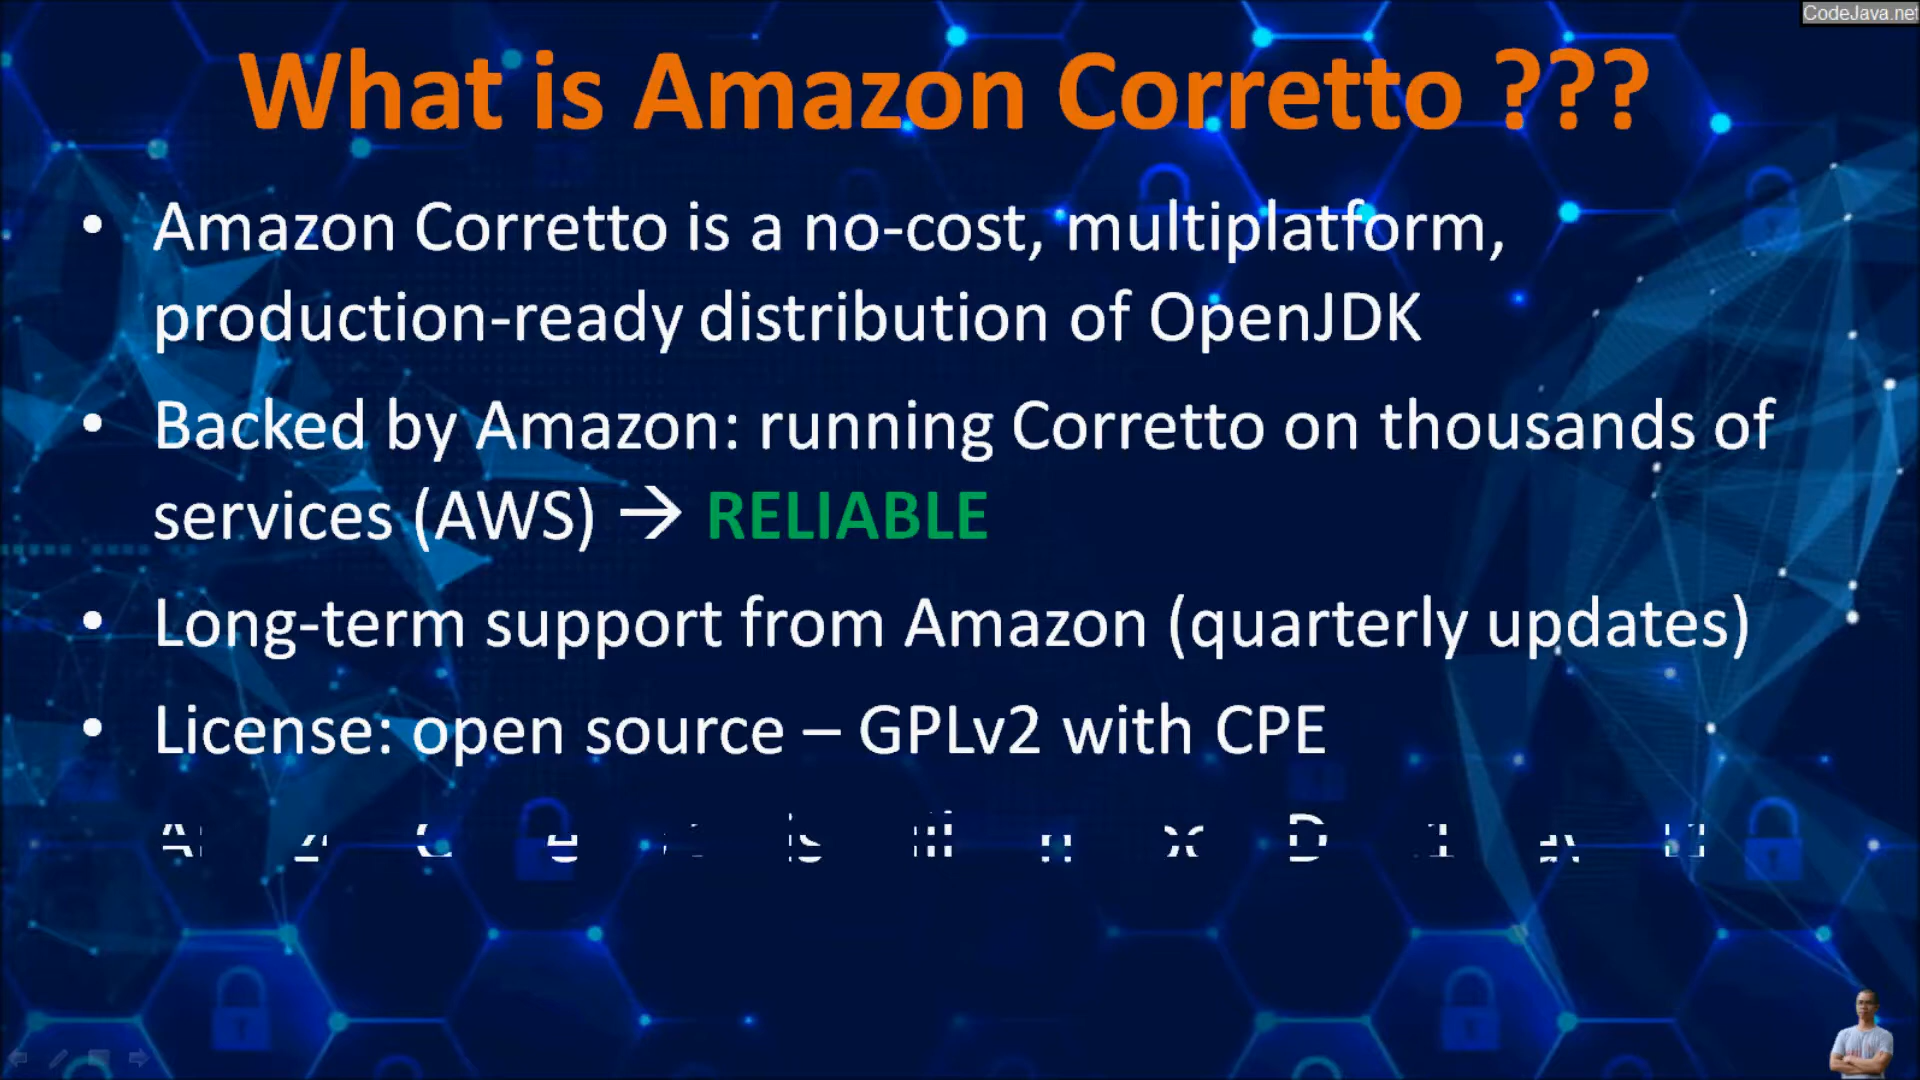 CodeJava.net
What is Amazon Corretto ???
• Amazon Corretto is a no-cost, multiplatform,
production-ready distribution of OpenJDK
• Backed by Amazon: running Corretto on thousands of
services (AWS) → RELIABLE
• Long-term support from Amazon (quarterly updates)
• License: open source – GPLv2 with CPE